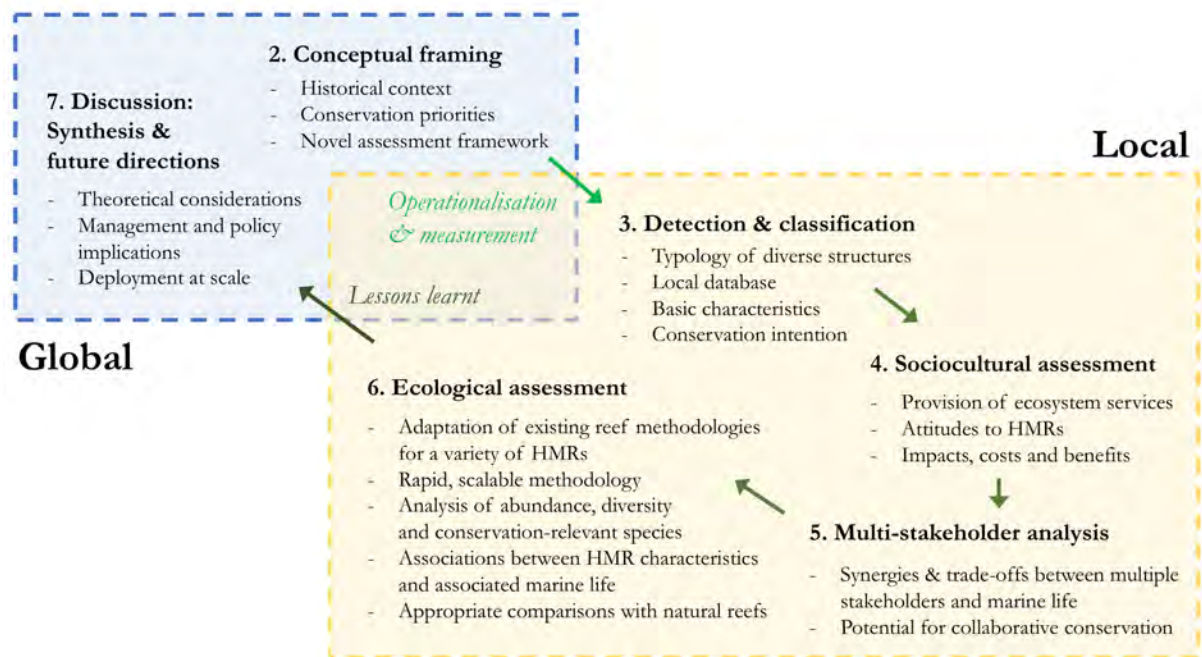 2. Conceptual framing
- Historical context
- Conservation priorities
- Novel assessment framework
7. Discussion:
Synthesis &
future directions
- Theoretical considerations
- Management and policy
implications
- Deployment at scale
Global
Local
Operationalisation
& measurement
Lessons learnt
3. Detection & classification
- Typology of diverse structures
- Local database
- Basic characteristics
- Conservation intention
4. Sociocultural assessment
- Provision of ecosystem services
- Attitudes to HMRs
- Impacts, costs and benefits
5. Multi-stakeholder analysis
- Synergies & trade-offs between multiple
stakeholders and marine life
- Potential for collaborative conservation
6. Ecological assessment
- Adaptation of existing reef methodologies
for a variety of HMRs
- Rapid, scalable methodology
- Analysis of abundance, diversity
and conservation-relevant species
- Associations between HMR characteristics
and associated marine life
- Appropriate comparisons with natural reefs